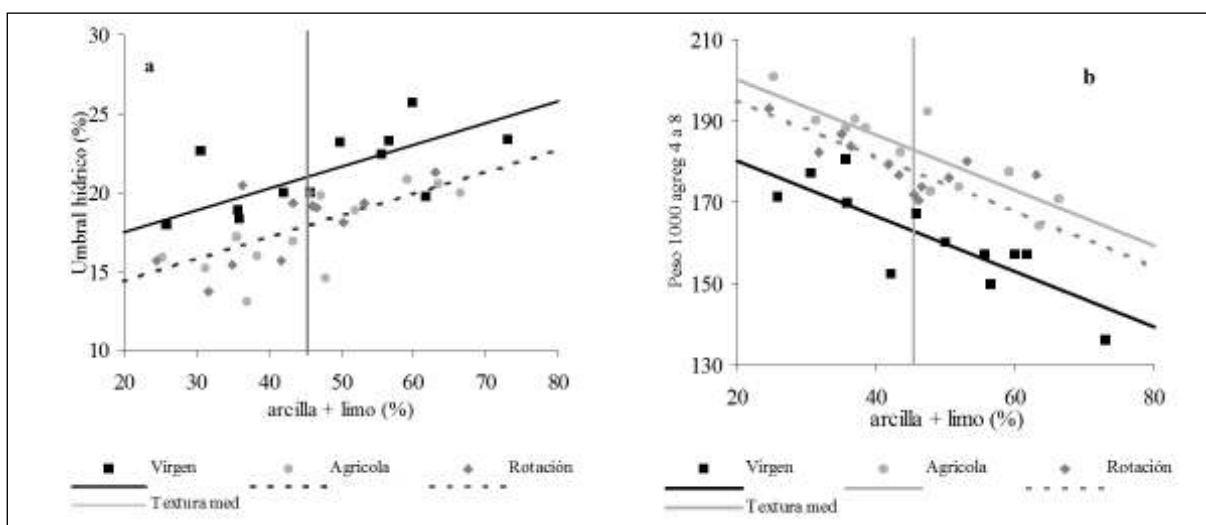 a
Umbral hídrico (%)
30
25
20
15
10
20 30 40 50 60 70 80
arcilla + limo (%)
Virgen Agricola Rotación
Textura med
b
Peso 1000 agreg 4 a 8
210
190
170
150
130
20 40 60 80
arcilla + limo (%)
Virgen Agricola Rotación
Textura med